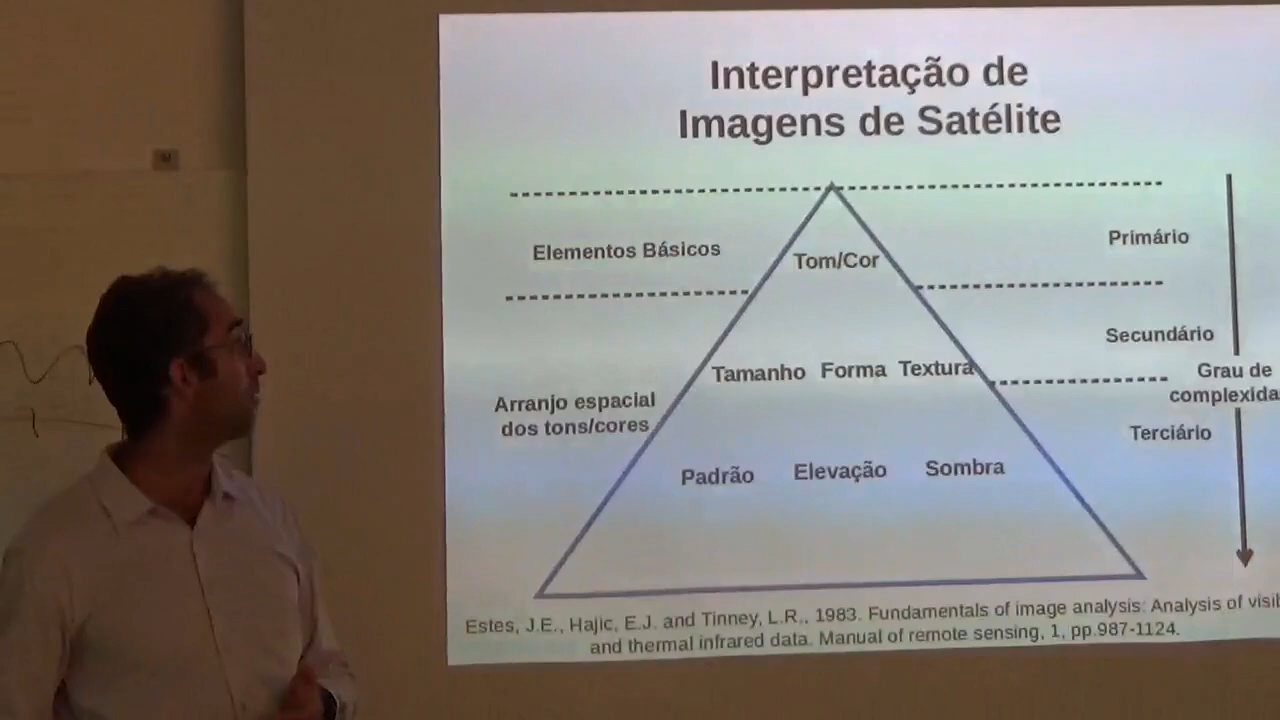 Interpretação de
Imagens de Satélite
Elementos Básicos
Tom/Cor
Primário
Secundário
Tamanho Forma Textura
Grau de
Arranjo espacial
dos tons/cores
Terciário
Padrão Elevação Sombra
Estes, J.E., Hajic, E.J. and Tinney, L.R., 1983. Fundamentals of image analysis: Analysis of
and thermal infrared data. Manual of remote sensing, 1, pp.987-1124.